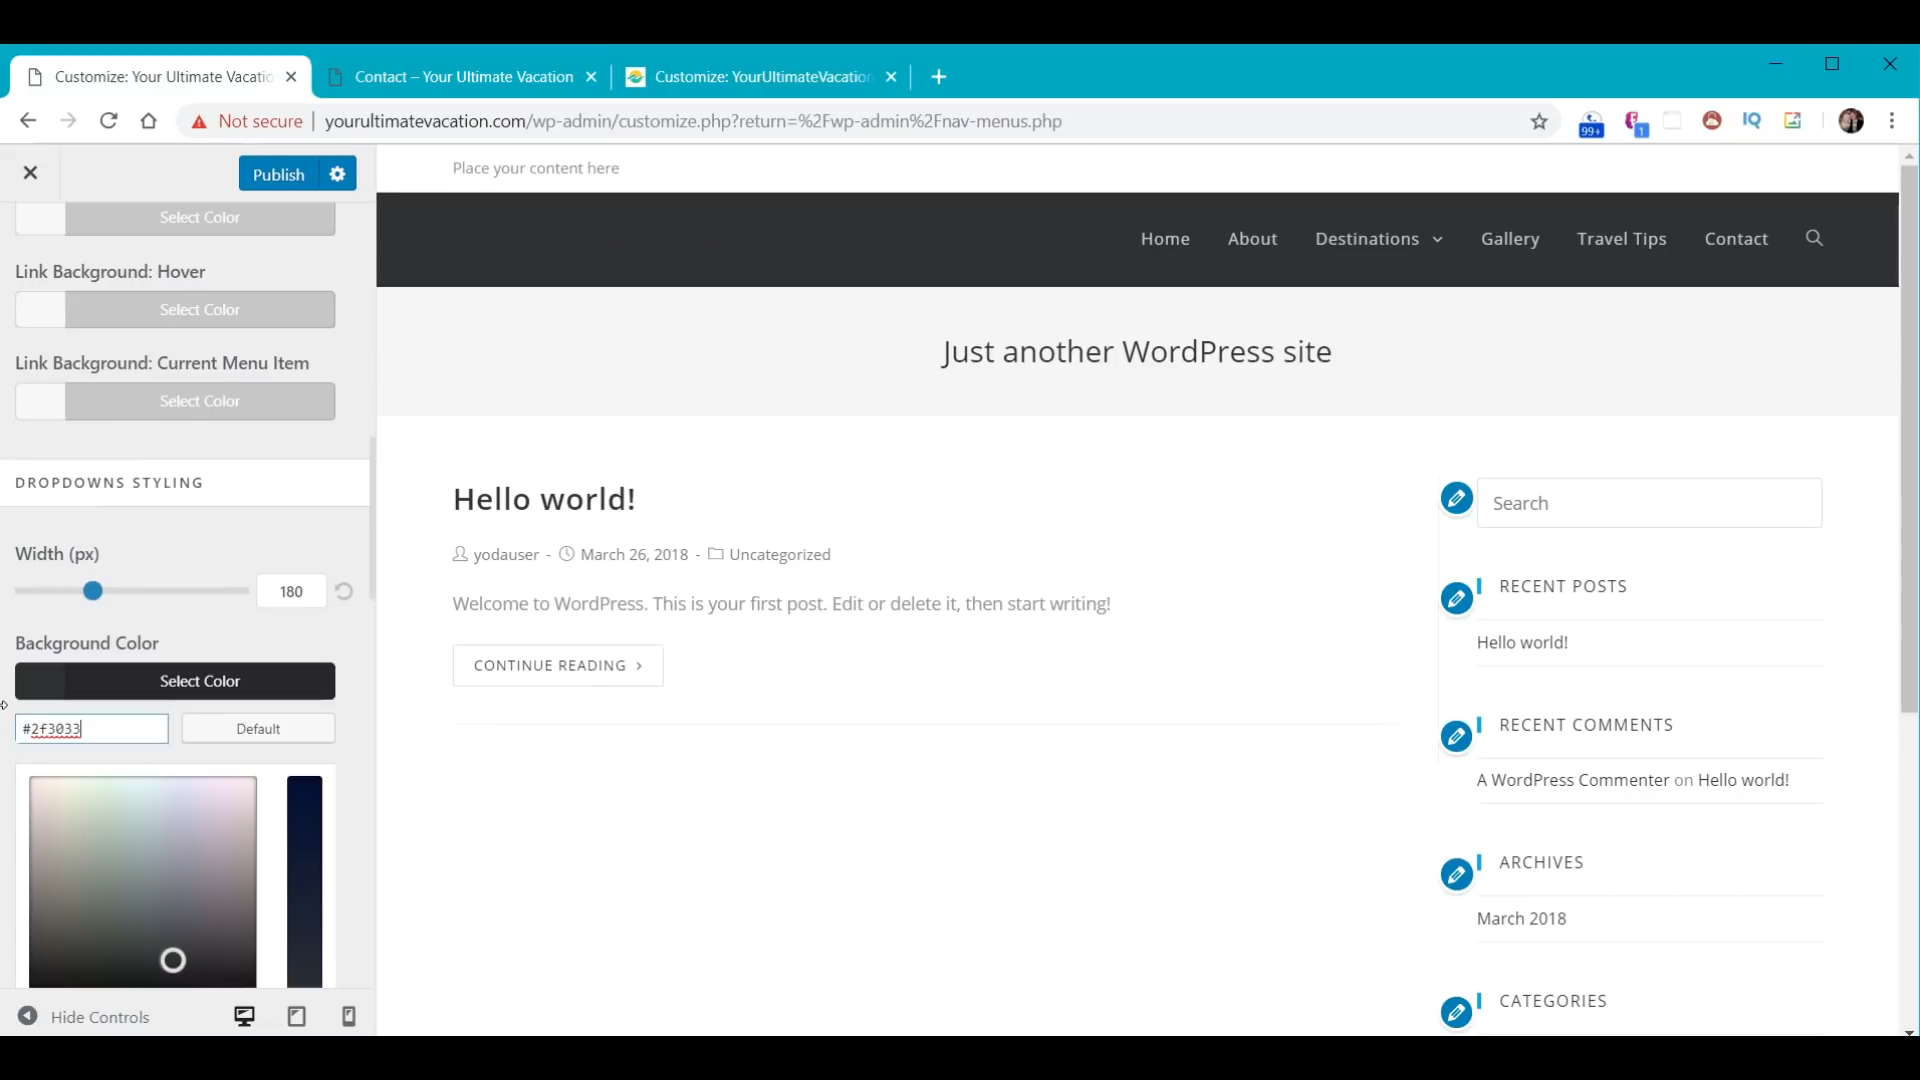 Customize: Your Ultimate Vacatio
Contact – Your Ultimate Vacation
Customize: YourUltimateVacation
Not secure
yourultimatevacation.com/wp-admin/customize.php?return=%2Fwp-admin%2Fnav-menus.php
99+
1
IQ
Publish
Select Color
Link Background: Hover
Select Color
Link Background: Current Menu Item
Select Color
DROPDOWNS STYLING
Width (px)
180
Background Color
Select Color
#2f3033
Default
Hide Controls
Place your content here
Home
About
Destinations
Gallery
Travel Tips
Contact
Just another WordPress site
Hello world!
yodauser - March 26, 2018 - Uncategorized
Welcome to WordPress. This is your first post. Edit or delete it, then start writing!
CONTINUE READING
Search
RECENT POSTS
Hello world!
RECENT COMMENTS
A WordPress Commenter on Hello world!
ARCHIVES
March 2018
CATEGORIES